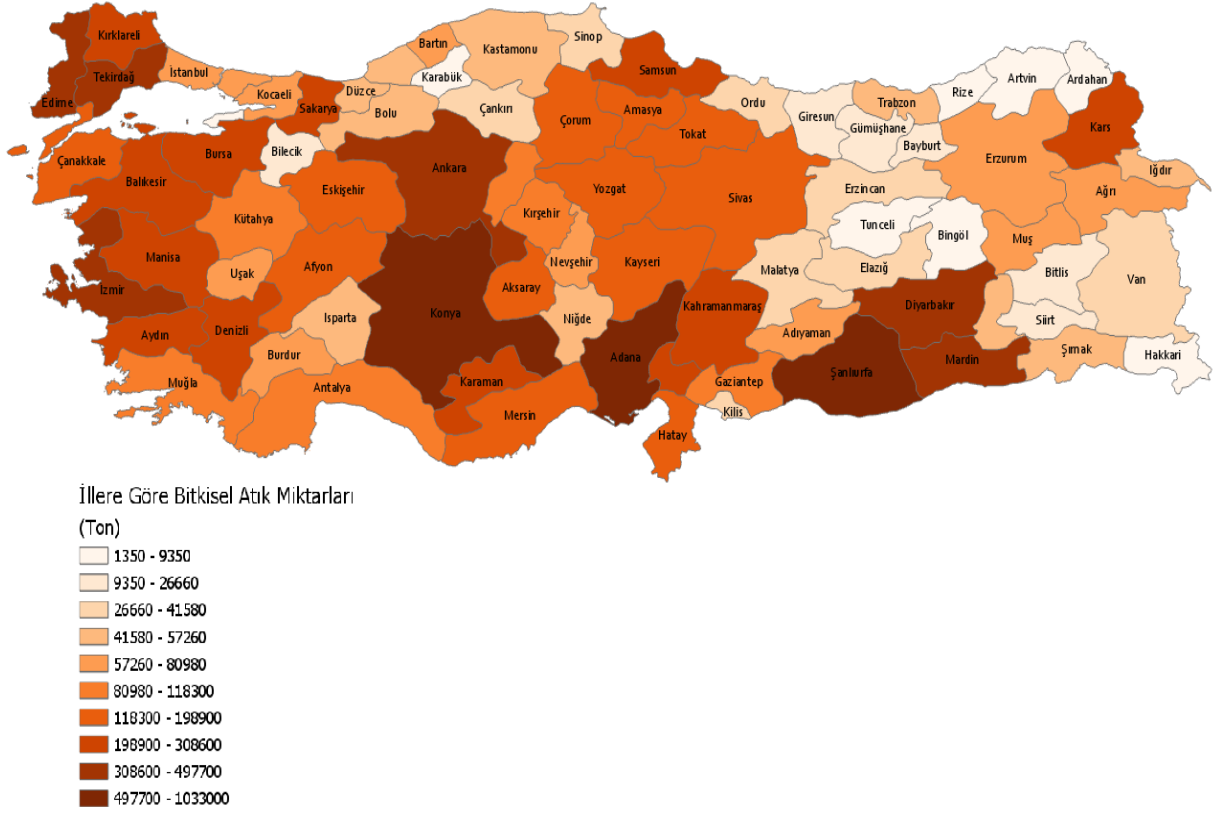 Kırklareli
Sinop
Bartın
Kastamonu
Samsun
Tekirdağ
İstanbul
Karabük
Artvin
Ardahan
Edirne
Kocaeli
Düzce
Rize
Sakarya
Bolu
Çankırı
Amasya
Ordu
Trabzon
Çorum
Giresun
Gümüşhane
Kars
Tokat
Bayburt
Bursa
Bilecik
Çanakkale
Ankara
Erzurum
Iğdır
Balıkesir
Eskişehir
Yozgat
Sivas
Erzincan
Ağrı
Kütahya
Kırşehir
Tunceli
Bingöl
Muş
Manisa
Uşak
Afyon
Nevşehir
Kayseri
Malatya
Elazığ
Bitlis
Van
İzmir
Aksaray
Konya
Isparta
Niğde
Kahramanmaraş
Diyarbakır
Siirt
Aydın
Denizli
Adıyaman
Burdur
Adana
Mardin
Şırnak
Hakkari
Muğla
Antalya
Karaman
Gaziantep
Şanlıurfa
Mersin
Kilis
Hatay
İllere Göre Bitkisel Atık Miktarları
(Ton)
1350 - 9350
9350 - 26660
26660 - 41580
41580 - 57260
57260 - 80980
80980 - 118300
118300 - 198900
198900 - 308600
308600 - 497700
497700 - 1033000